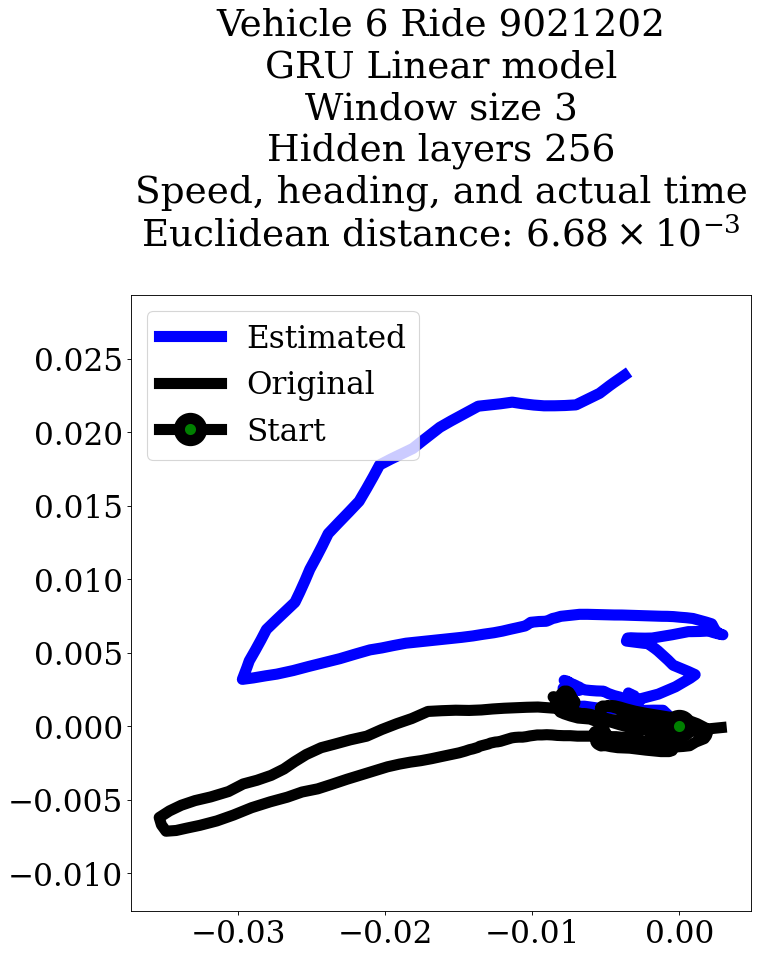 Vehicle 6 Ride 9021202
GRU Linear model
Window size 3
Hidden layers 256
Speed, heading, and actual time
Euclidean distance: 6.68 × 10⁻³
Estimated
Original
Start
0.025
0.020
0.015
0.010
0.005
0.000
−0.005
−0.010
−0.03 −0.02 −0.01 0.00